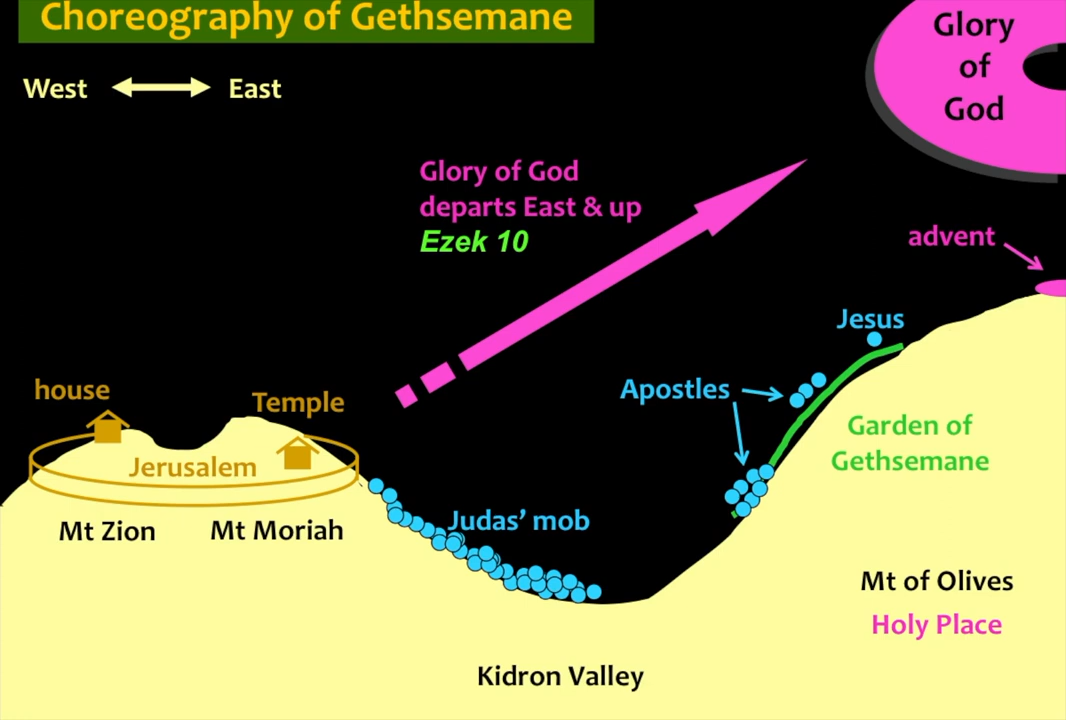 Choreography of Gethsemane
Glory
of
God
West East
Glory of God
departs East & up
Ezek 10
advent
Jesus
house
Temple
Apostles
Garden of
Gethsemane
Jerusalem
Mt Zion
Mt Moriah
Judas’ mob
Mt of Olives
Holy Place
Kidron Valley